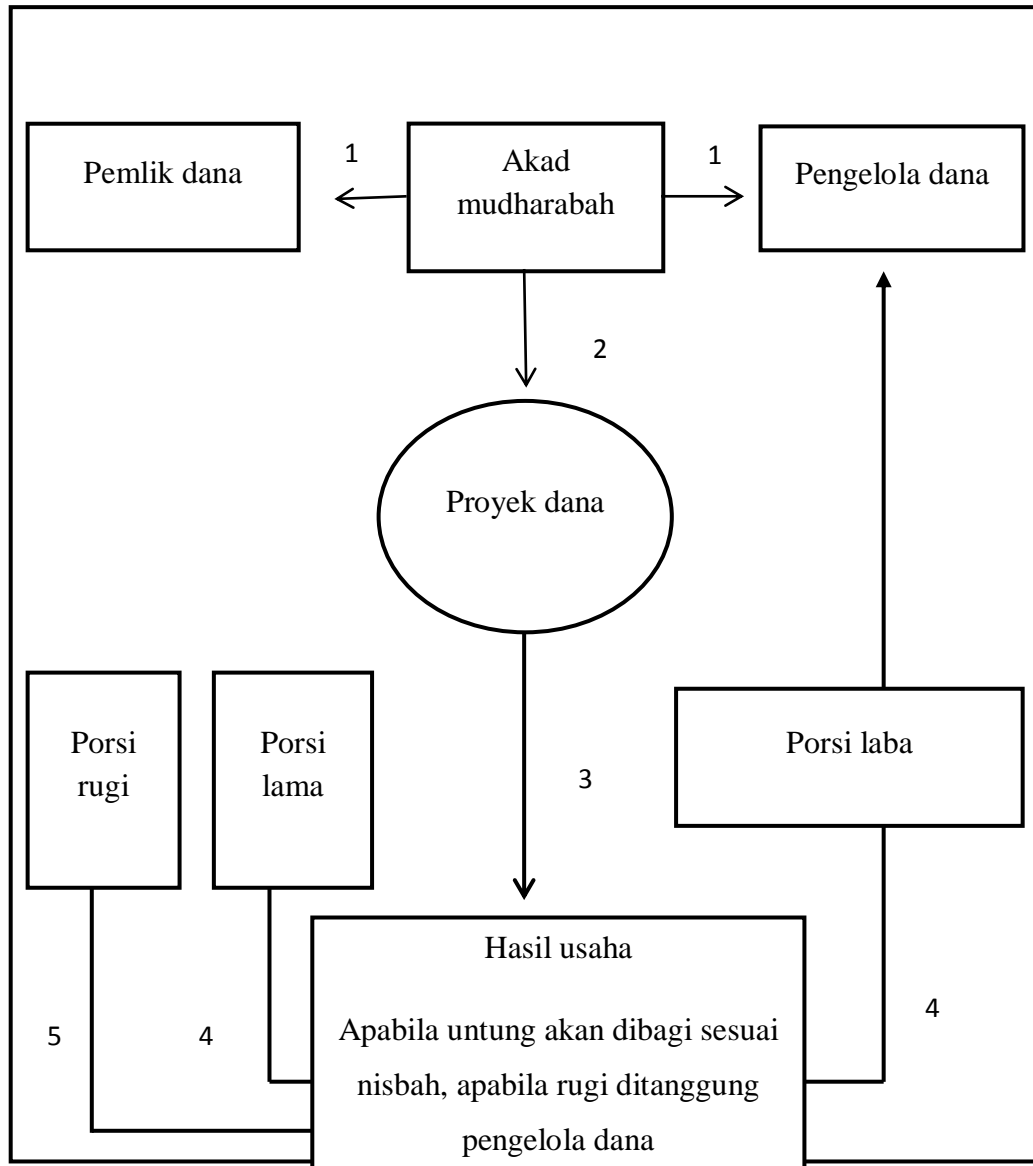 Pemlik dana
1
Akad
mudharabah
1
Pengelola dana
2
Proyek dana
Porsi
rugi
Porsi
lama
3
Porsi laba
Hasil usaha
Apabila untung akan dibagi sesuai
nisbah, apabila rugi ditanggung
pengelola dana
5
4
4